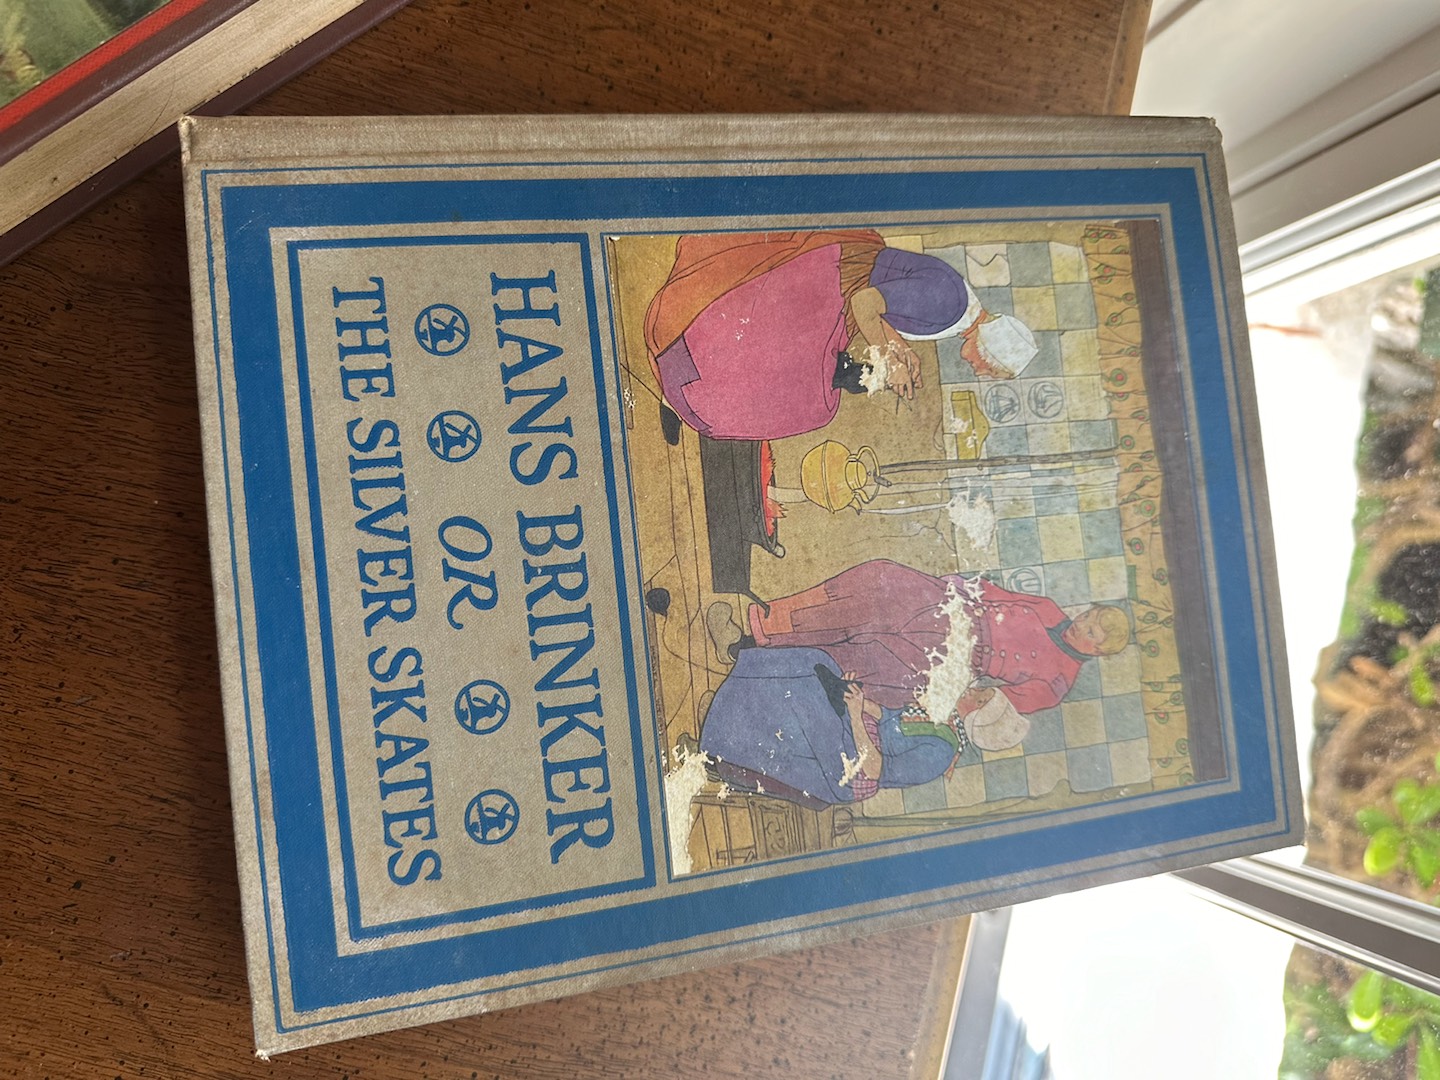 HANS BRINKER
OR
THE SILVER SKATES